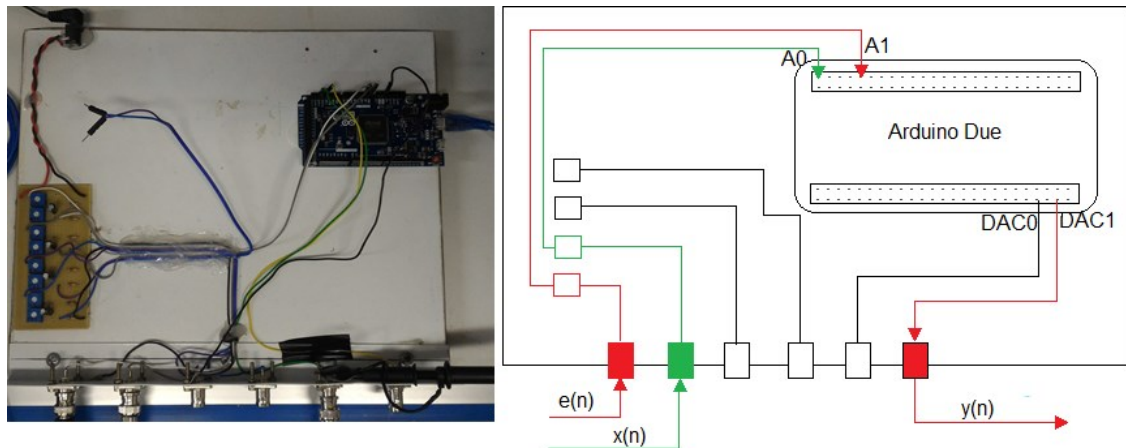 A0
A1
Arduino Due
DAC0
DAC1
e(n)
x(n)
y(n)